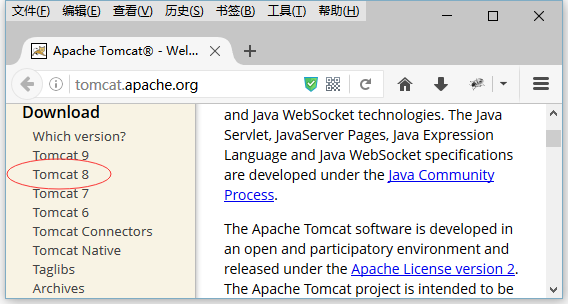 文件(F) 编辑(E) 查看(V) 历史(S) 书签(B) 工具(T) 帮助(H)
Apache Tomcat® - Wel...
tomcat.apache.org
Download
Which version?
Tomcat 9
Tomcat 8
Tomcat 7
Tomcat 6
Tomcat Connectors
Tomcat Native
Taglibs
Archives
and Java WebSocket technologies. The Java
Servlet, JavaServer Pages, Java Expression
Language and Java WebSocket specifications
are developed under the Java Community
Process.
The Apache Tomcat software is developed in
an open and participatory environment and
released under the Apache License version 2.
The Apache Tomcat project is intended to be